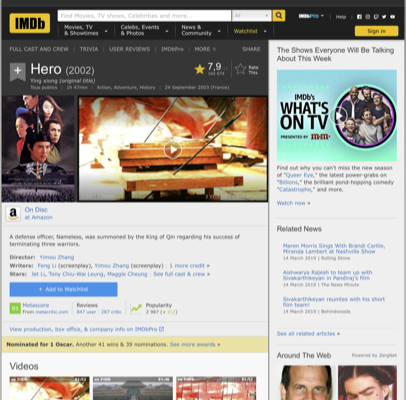 IMDb
Find Movies, TV shows, Celebrities and more...
All
IMDbPro | Help
Movies, TV & Showtimes
Celebs, Events & Photos
News & Community
Watchlist
Sign in
FULL CAST AND CREW | TRIVIA | USER REVIEWS | IMDbPro | MORE
SHARE
Hero (2002)
Ying xiong (original title)
7,9
Rate This
Tous publics | 1h 47min | Action, Adventure, History | 24 September 2003 (France)
On Disc
at Amazon
A defense officer, Nameless, was summoned by the King of Qin regarding his success of
terminating three warriors.
Director: Yimou Zhang
Writers: Feng Li (screenplay), Yimou Zhang (screenplay) | 1 more credit »
Stars: Jet Li, Tony Chiu-Wai Leung, Maggie Cheung | See full cast & crew »
+ Add to Watchlist
Metascore
From metacritic.com
Reviews
847 user | 287 critic
Popularity
2 967
View production, box office, & company info on IMDbPro
Nominated for 1 Oscar. Another 41 wins & 39 nominations. See more awards »
Videos
The Shows Everyone Will Be Talking
About This Week
IMDb's
WHAT'S
ON TV
PRESENTED BY
Find out why you can't miss the new season
of "Queer Eye," the latest power-grabs on
"Billions," the brilliant pond-hopping comedy
"Catastrophe," and more.
Watch now »
Related News
Maren Morris Sings With Brandi Carlile,
Miranda Lambert at Nashville Show
14 March 2019 | Rolling Stone
Aishwarya Rajesh to team up with
Sivakarthikeyan in Pandiraj's film
14 March 2019 | The News Minute
Sivakarthikeyan reunites with his short
film team!
14 March 2019 | Behindwoods
See all related articles »
Around The Web
Powered by ZergNet